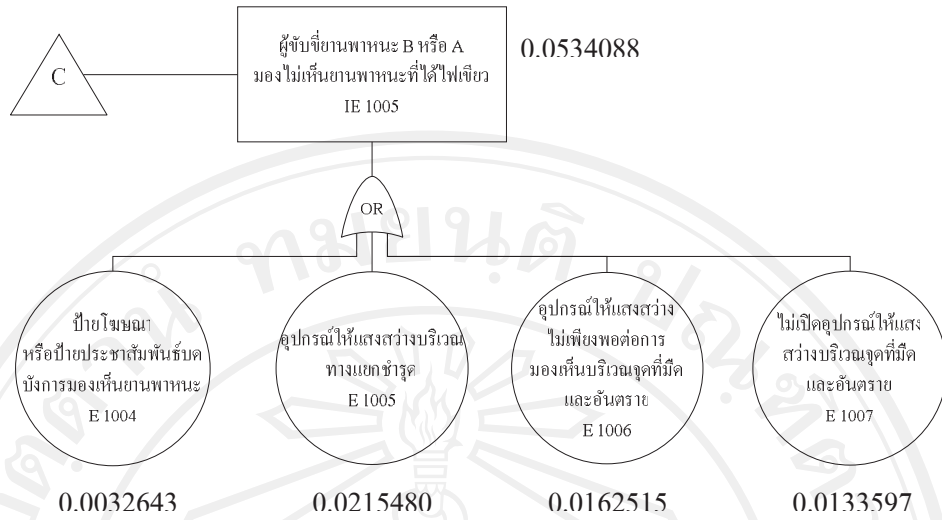 C
ผู้ขับขี่ยานพาหนะ B หรือ A
มองไม่เห็นยานพาหนะที่ได้ไฟเขียว
IE 1005
0.0534088
OR
ป้ายโฆษณา
หรือป้ายประชาสัมพันธ์บด
บังการมองเห็นยานพาหนะ
E 1004
อุปกรณ์ให้แสงสว่างบริเวณ
ทางแยกชำรุด
E 1005
อุปกรณ์ให้แสงสว่าง
ไม่เพียงพอต่อการ
มองเห็นบริเวณจุดที่มืด
และอันตราย
E 1006
ไม่เปิดอุปกรณ์ให้แสง
สว่างบริเวณจุดที่มืด
และอันตราย
E 1007
0.0032643
0.0215480
0.0162515
0.0133597